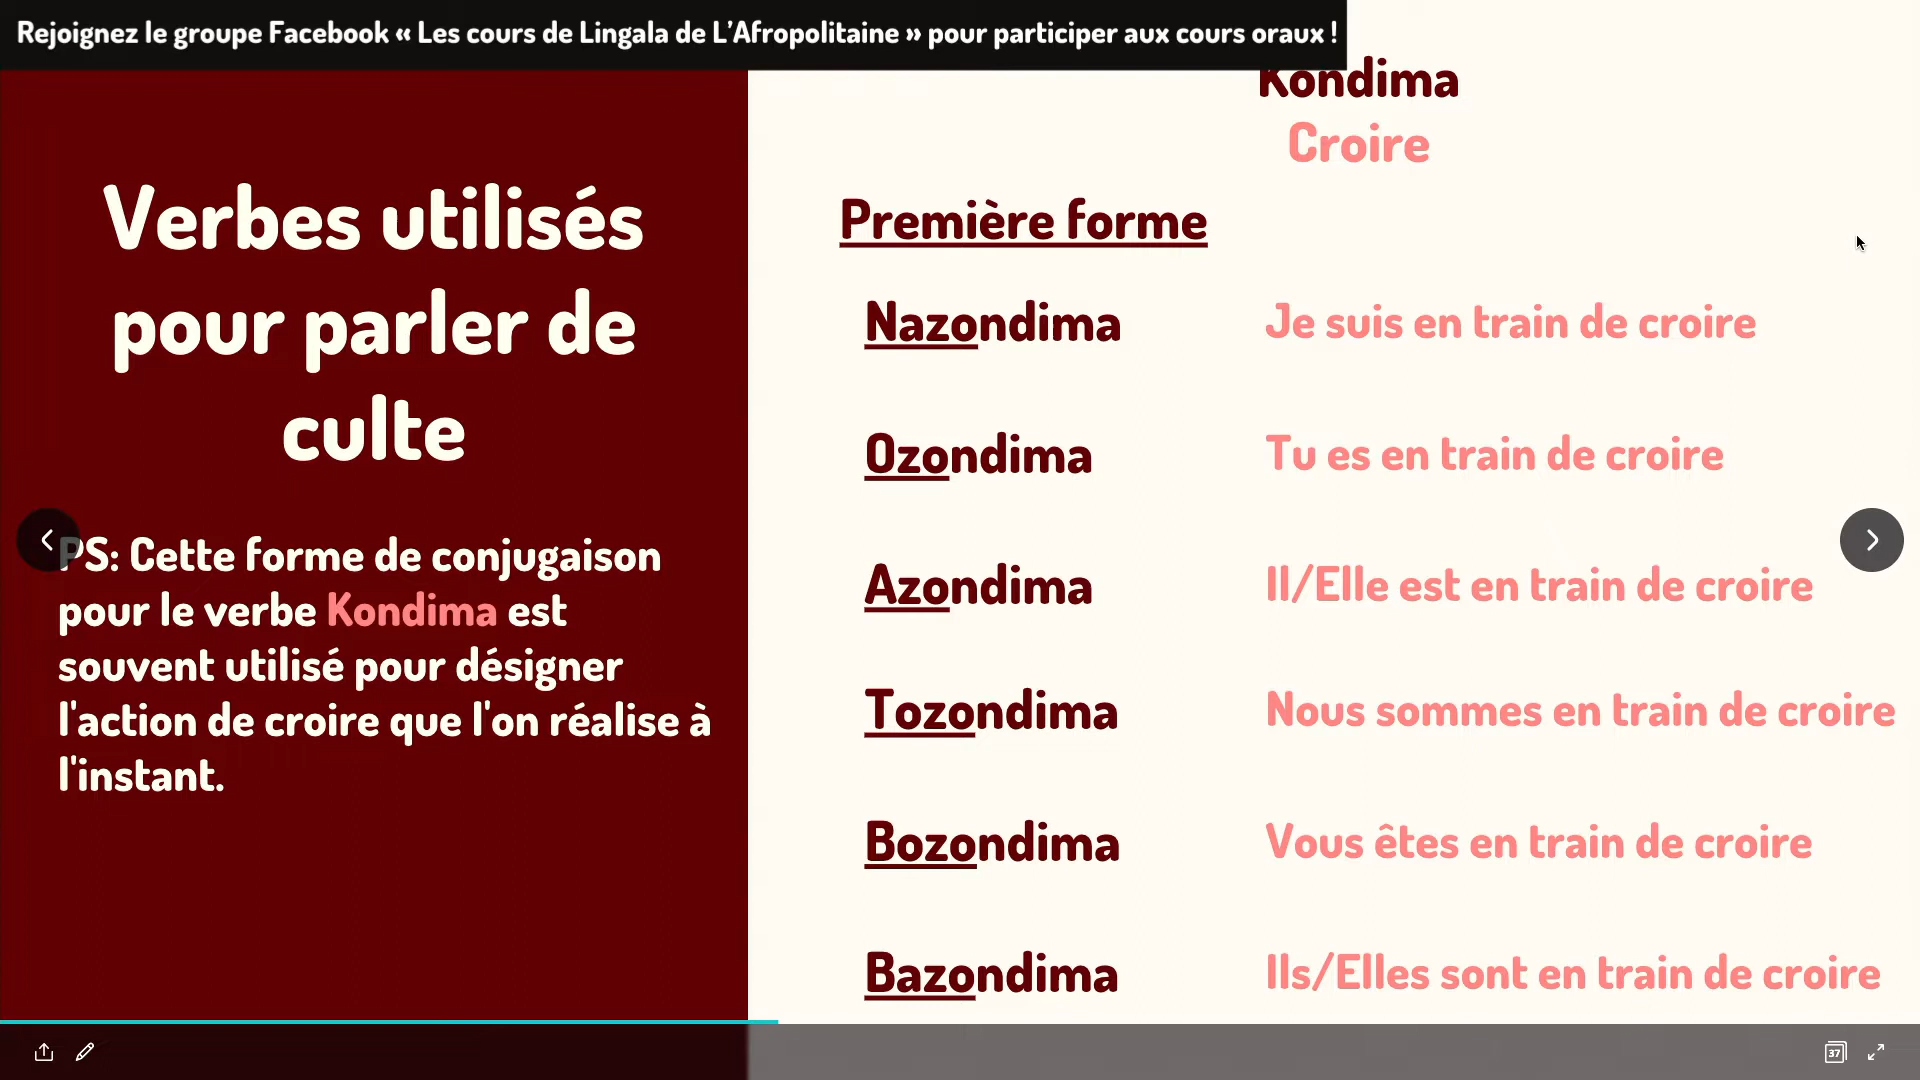 Rejoignez le groupe Facebook « Les cours de Lingala de L’Afropolitaine » pour participer aux cours oraux !
Verbes utilisés
pour parler de
culte
PS: Cette forme de conjugaison
pour le verbe Kondima est
souvent utilisé pour désigner
l'action de croire que l'on réalise à
l'instant.
Kondima
Croire
Première forme
Nazondima Je suis en train de croire
Ozondima Tu es en train de croire
Azondima Il/Elle est en train de croire
Tozondima Nous sommes en train de croire
Bozondima Vous êtes en train de croire
Bazondima Ils/Elles sont en train de croire
37